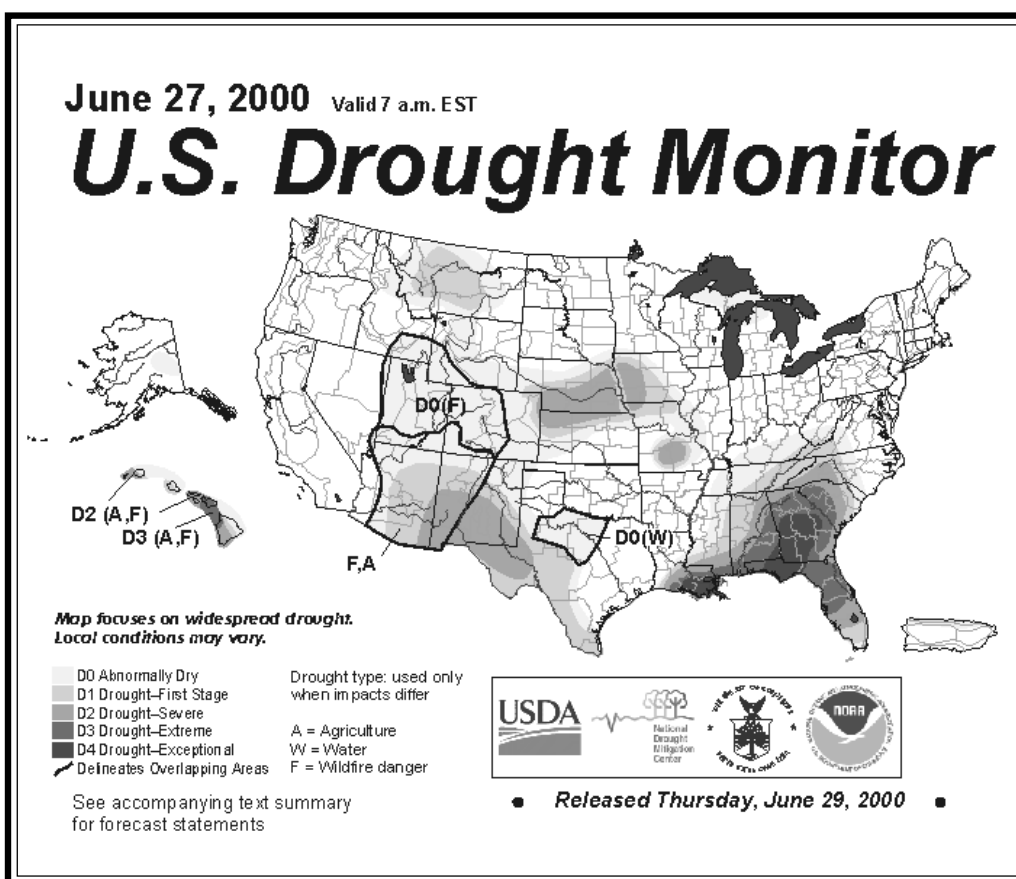 June 27, 2000 Valid 7 a.m. EST
U.S. Drought Monitor
D0(F)
D2 (A,F)
D3 (A,F)
F,A
D0(W)
Map focuses on widespread drought.
Local conditions may vary.
D0 Abnormally Dry
D1 Drought–First Stage
D2 Drought–Severe
D3 Drought–Extreme
D4 Drought–Exceptional
Delineates Overlapping Areas
Drought type: used only
when impacts differ
A = Agriculture
W = Water
F = Wildfire danger
USDA
National
Drought
Mitigation
Center
NOAA
See accompanying text summary
for forecast statements
• Released Thursday, June 29, 2000 •